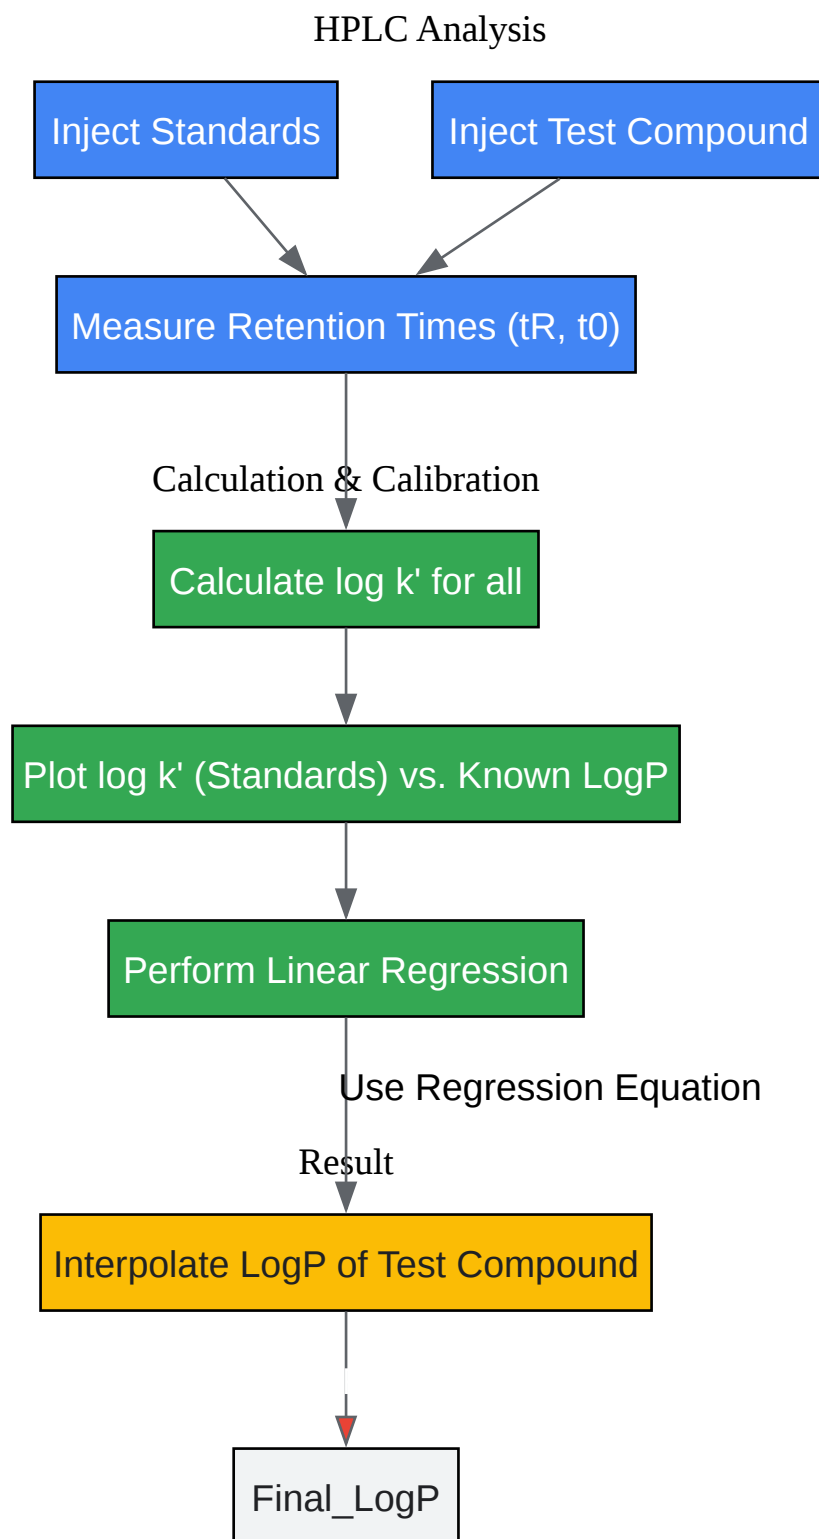 HPLC Analysis
Inject Standards
Inject Test Compound
Measure Retention Times (tR, t0)
Calculation & Calibration
Calculate log k' for all
Plot log k' (Standards) vs. Known LogP
Perform Linear Regression
Use Regression Equation
Result
Interpolate LogP of Test Compound
Final_LogP